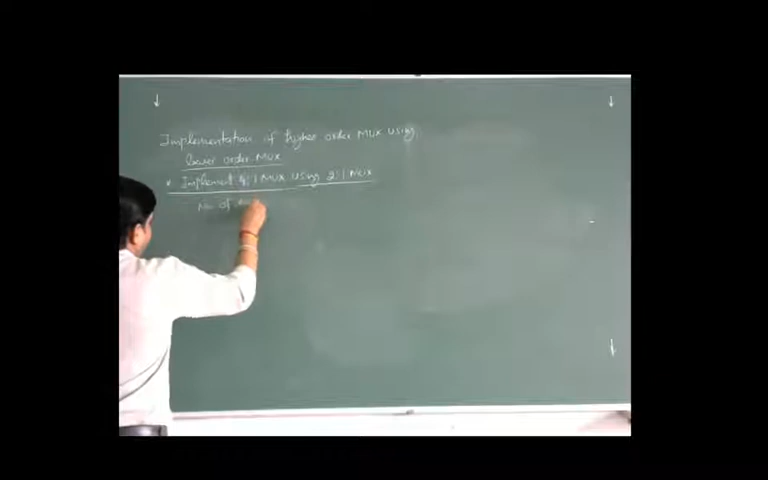 Implementation of higher order MUX using
lower order MUX
* Implement 4:1 MUX using 2:1 MUX
No. of